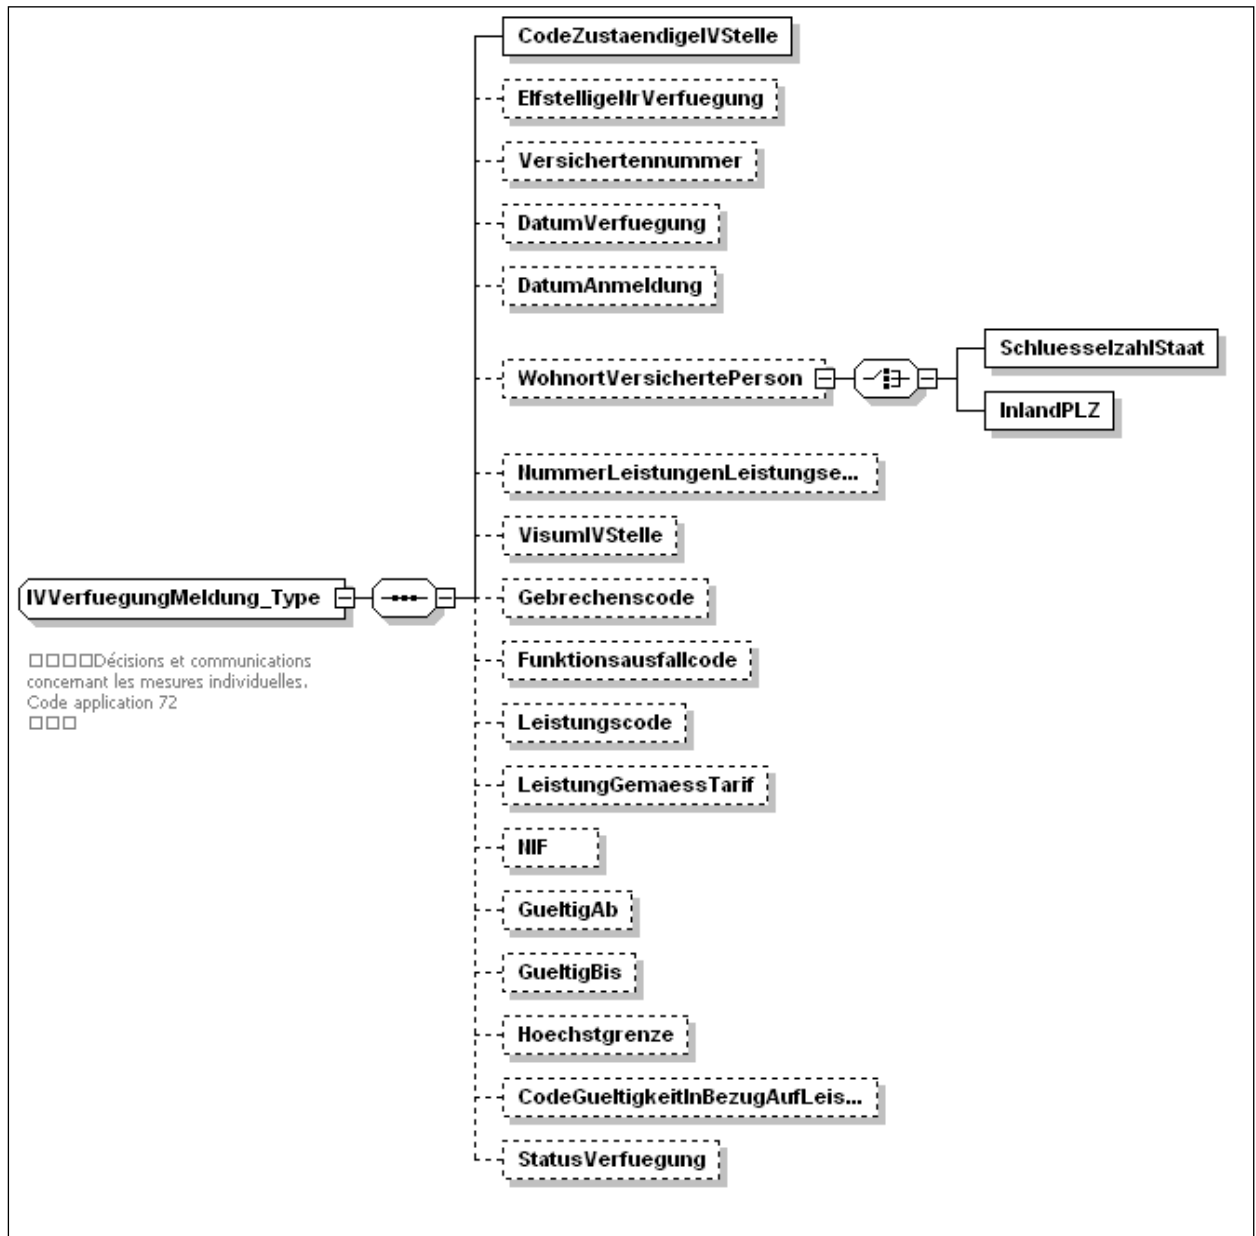 CodeZustaendigeIVStelle
ElfstelligeNrVerfuegung
Versichertennummer
DatumVerfuegung
DatumAnmeldung
SchluesselzahlStaat
WohnortVersichertePerson
InlandPLZ
NummerLeistungenLeistungse...
VisumIVStelle
IVVerfuegungMeldung_Type
Gebrechenscode
Funktionsausfallcode
□□□□Décisions et communications
concernant les mesures individuelles.
Code application 72
□□□
Leistungscode
LeistungGemaessTarif
NIF
GueltigAb
GueltigBis
Hoechstgrenze
CodeGueltigkeitInBezugAufLeis...
StatusVerfuegung